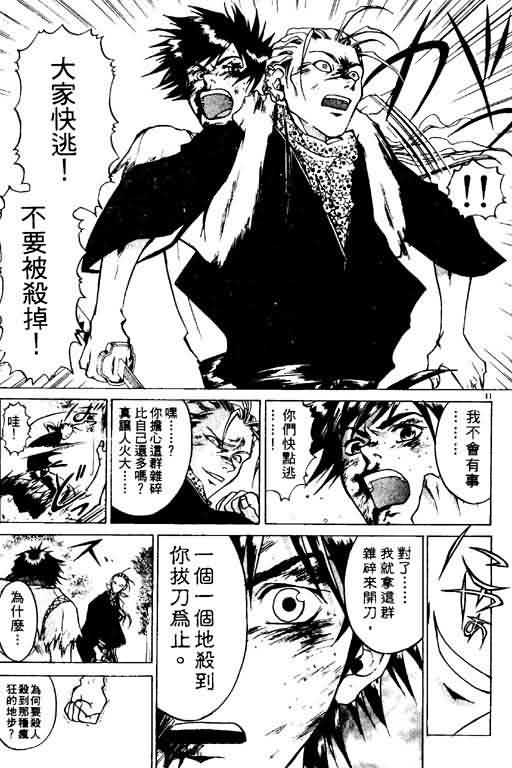 !!
大家快逃!
不要被殺掉!
41
我不會有事
………
………
你們快點逃
嘿……?
你擔心這群雜碎
比自己還多嗎?
真讓人火大……
哇!
對了……
我就拿這群
雜碎來開刀。
一個一個地殺到
你拔刀為止。
為什麼…
為何要殺人
殺到那種瘋
狂的地步?